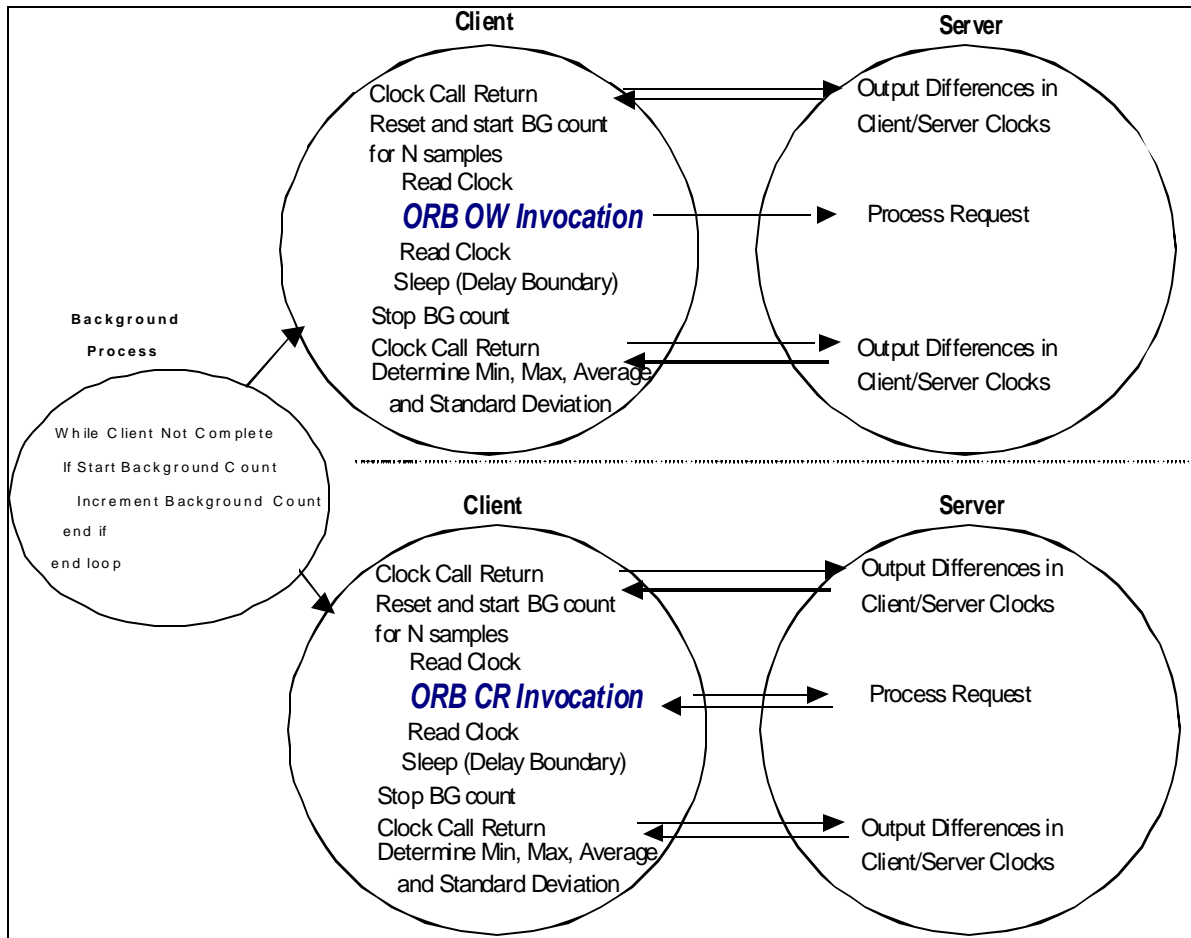 Client
Server
Clock Call Return
Reset and start BG count
for N samples
Read Clock
ORB OW Invocation
Read Clock
Sleep (Delay Boundary)
Stop BG count
Clock Call Return
Determine Min, Max, Average
and Standard Deviation
Output Differences in
Client/Server Clocks
Process Request
Output Differences in
Client/Server Clocks
Background
Process
While Client Not Complete
If Start Background Count
Increment Background Count
end if
end loop
Client
Server
Clock Call Return
Reset and start BG count
for N samples
Read Clock
ORB CR Invocation
Read Clock
Sleep (Delay Boundary)
Stop BG count
Clock Call Return
Determine Min, Max, Average
and Standard Deviation
Output Differences in
Client/Server Clocks
Process Request
Output Differences in
Client/Server Clocks